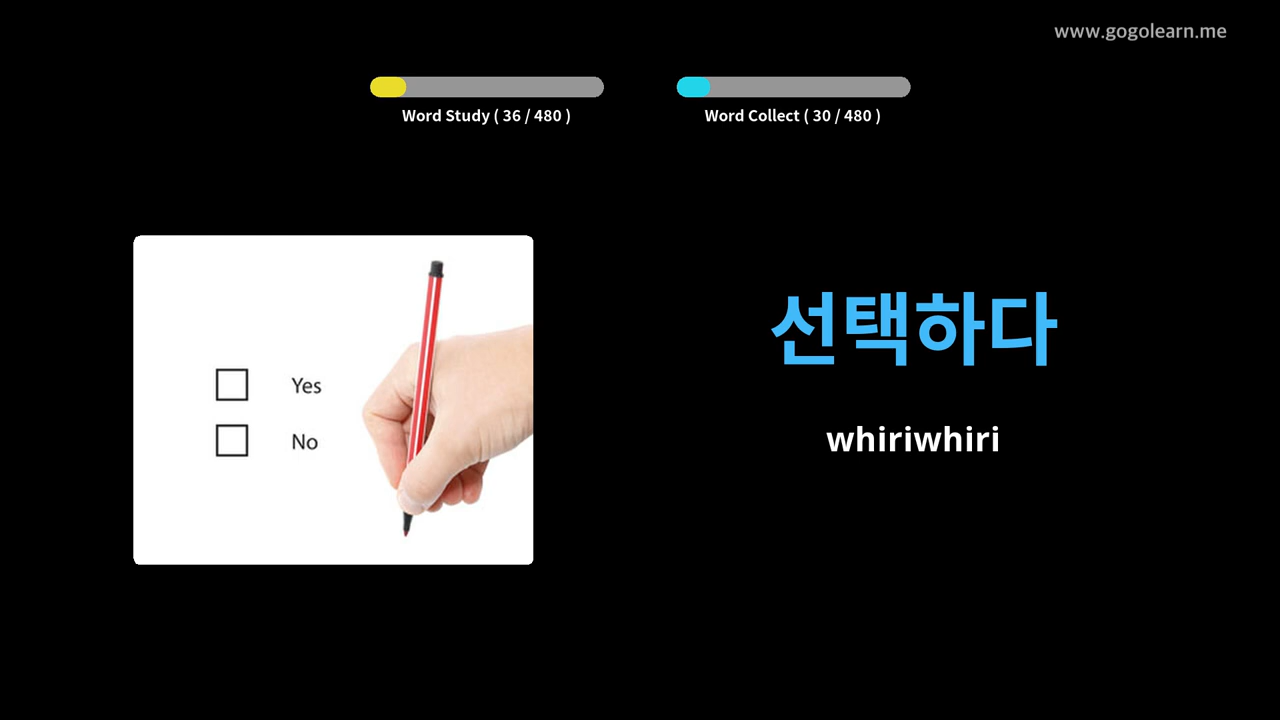 www.gogolearn.me
Word Study ( 36 / 480 )
Word Collect ( 30 / 480 )
Yes
No
선택하다
whiriwhiri